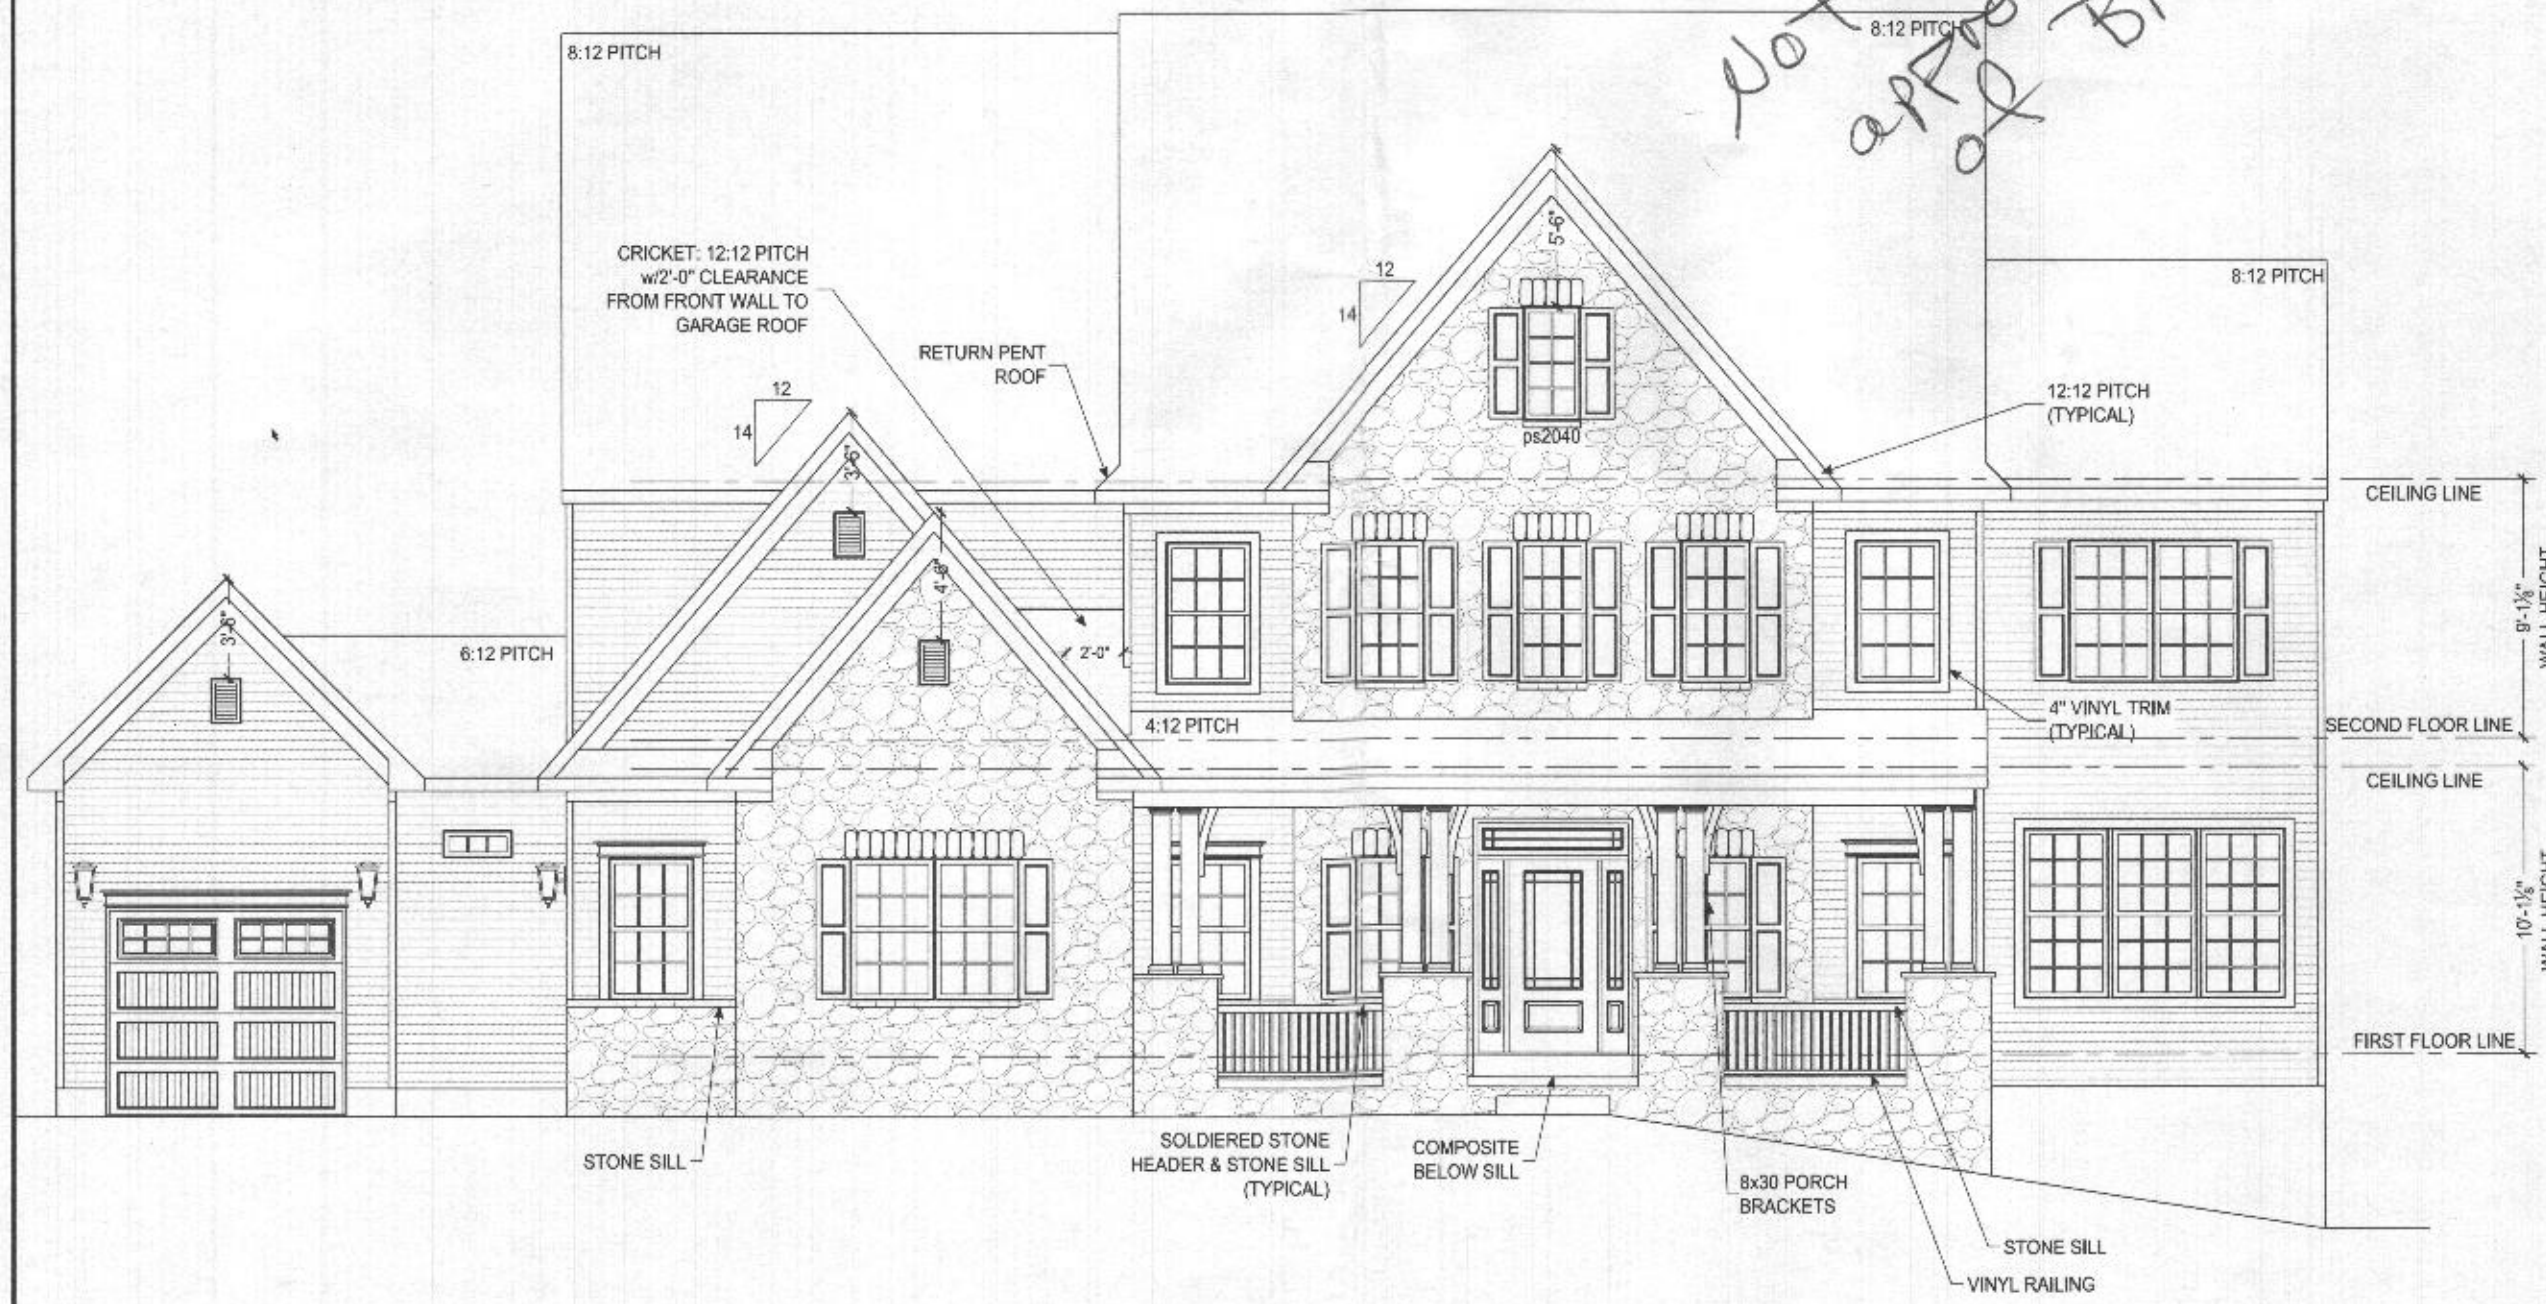 Not
8:12 PITCH
8:12 PITCH
of
CRICKET: 12:12 PITCH
w/2'-0" CLEARANCE
FROM FRONT WALL TO
GARAGE ROOF
5'-6"
12
14
8:12 PITCH
RETURN PENT
ROOF
12
14
12:12 PITCH
(TYPICAL)
ps2040
3'-6"
CEILING LINE
4'-6"
3'-6"
6:12 PITCH
2'-0"
9'-1⅛"
WALL HEIGHT
4:12 PITCH
4" VINYL TRIM
(TYPICAL)
SECOND FLOOR LINE
CEILING LINE
10'-1⅛"
WALL HEIGHT
FIRST FLOOR LINE
STONE SILL
SOLDIERED STONE
HEADER & STONE SILL
(TYPICAL)
COMPOSITE
BELOW SILL
8x30 PORCH
BRACKETS
STONE SILL
VINYL RAILING